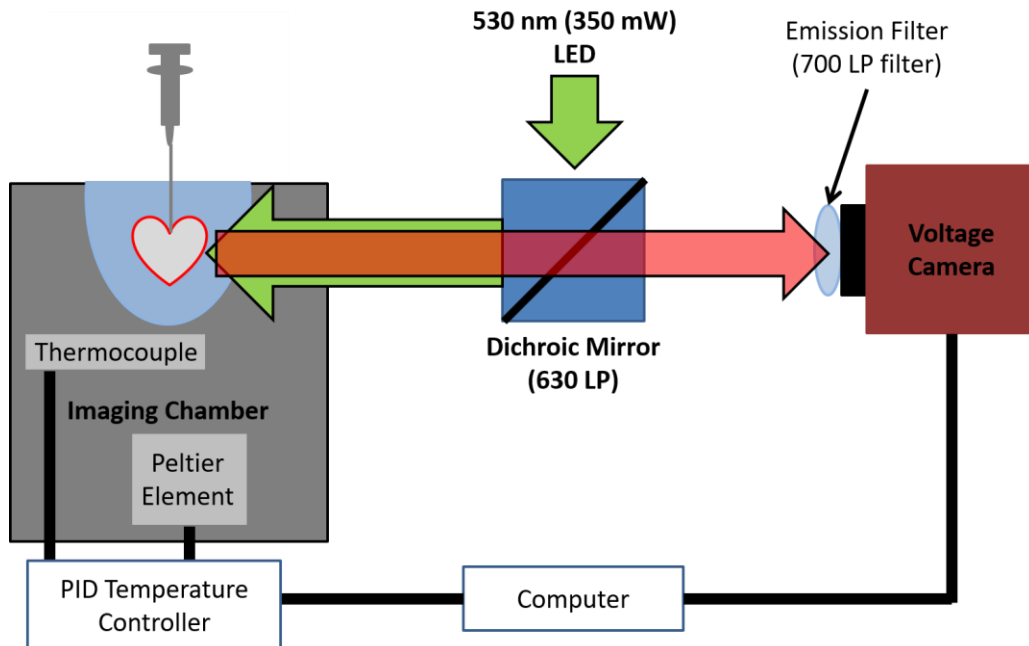 530 nm (350 mW)
LED
Emission Filter
(700 LP filter)
Voltage
Camera
Dichroic Mirror
(630 LP)
Thermocouple
Imaging Chamber
Peltier
Element
PID Temperature
Controller
Computer